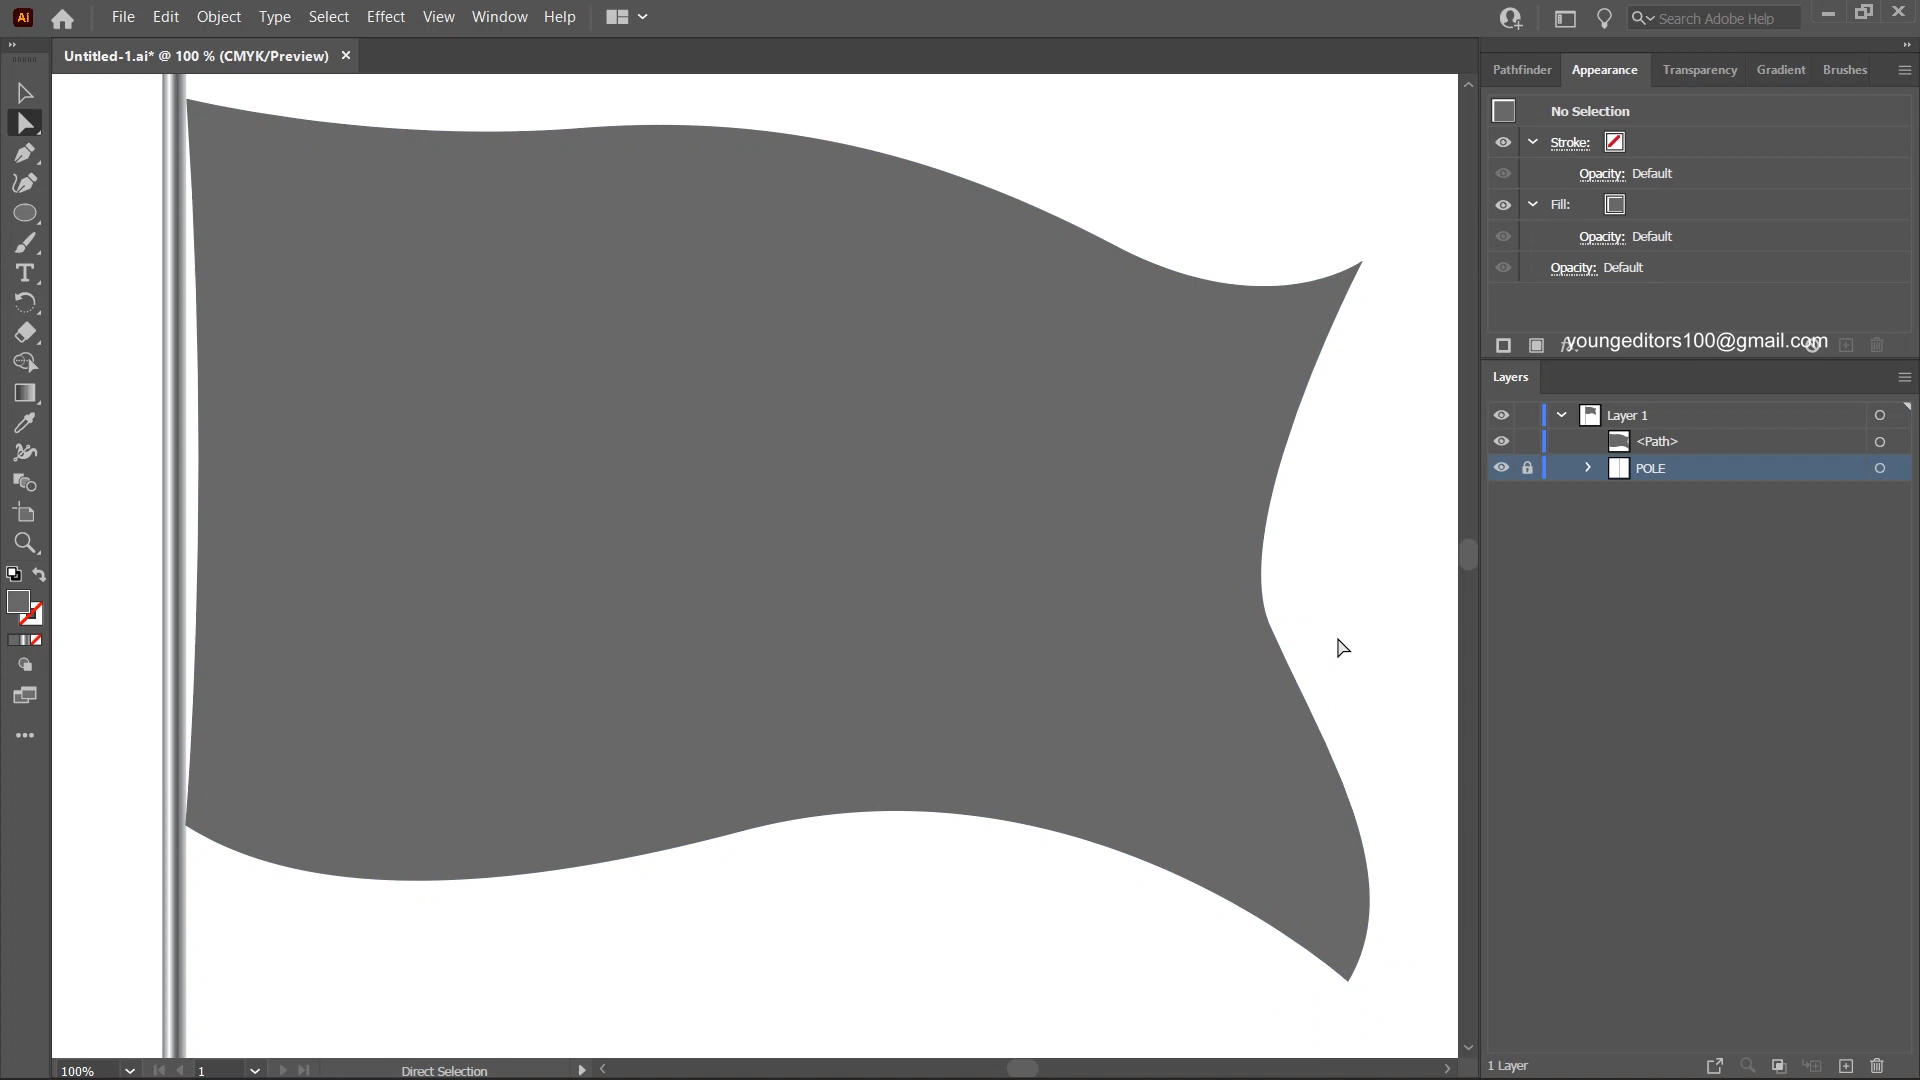 Ai File Edit Object Type Select Effect View Window Help Search Adobe Help
Untitled-1.ai* @ 100 % (CMYK/Preview)
Pathfinder Appearance Transparency Gradient Brushes
No Selection
Stroke:
Opacity: Default
Fill:
Opacity: Default
Opacity: Default
youngeditors100@gmail.com
Layers
Layer 1
<Path>
POLE
100% 1 Direct Selection
1 Layer